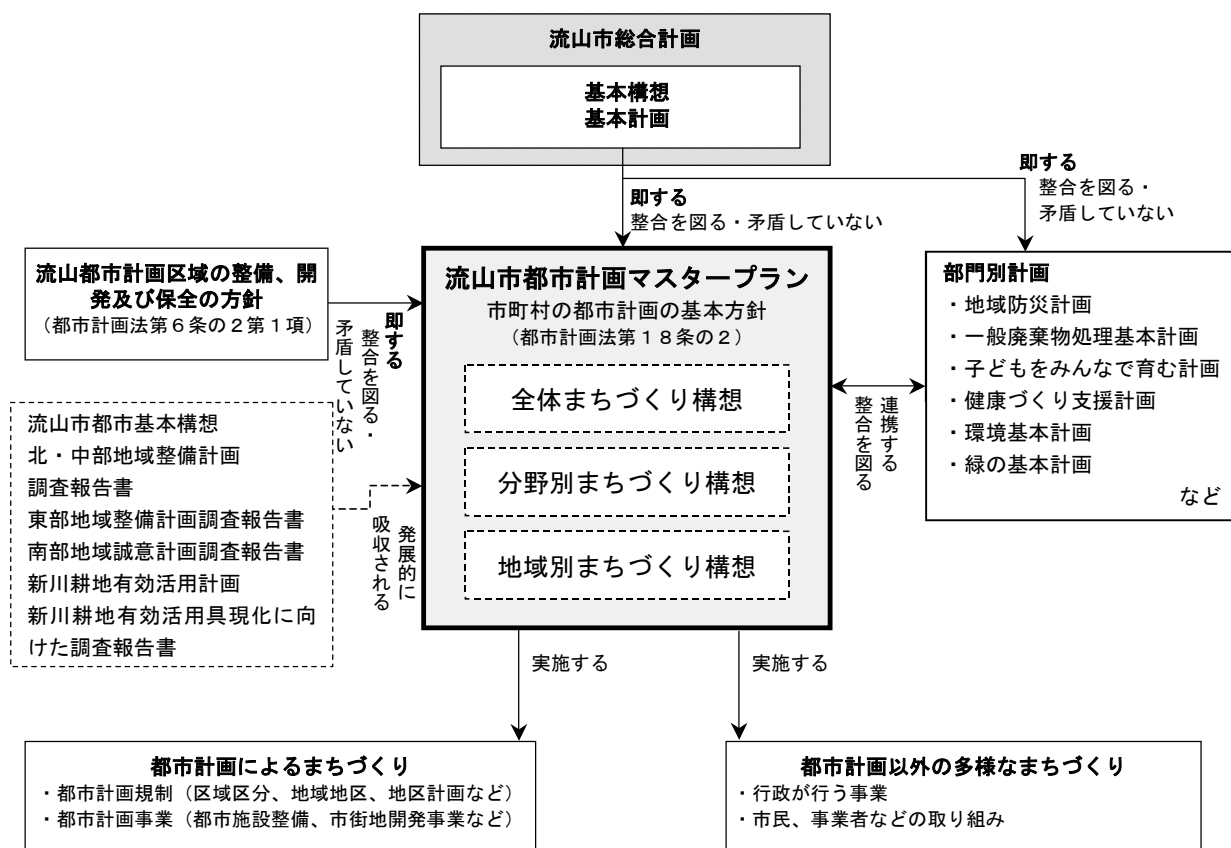 流山市総合計画
基本構想
基本計画
即する
整合を図る・矛盾していない
即する
整合を図る・
矛盾していない
流山都市計画区域の整備、開
発及び保全の方針
（都市計画法第６条の２第１項）
即する
整合を図る・
矛盾していない
流山市都市基本構想
北・中部地域整備計画
調査報告書
東部地域整備計画調査報告書
南部地域誠意計画調査報告書
新川耕地有効活用計画
新川耕地有効活用具現化に向
けた調査報告書
発展的に
吸収される
流山市都市計画マスタープラン
市町村の都市計画の基本方針
（都市計画法第１８条の２）
全体まちづくり構想
分野別まちづくり構想
地域別まちづくり構想
連携する
整合を図る
部門別計画
・地域防災計画
・一般廃棄物処理基本計画
・子どもをみんなで育む計画
・健康づくり支援計画
・環境基本計画
・緑の基本計画
など
実施する
実施する
都市計画によるまちづくり
・都市計画規制（区域区分、地域地区、地区計画など）
・都市計画事業（都市施設整備、市街地開発事業など）
都市計画以外の多様なまちづくり
・行政が行う事業
・市民、事業者などの取り組み